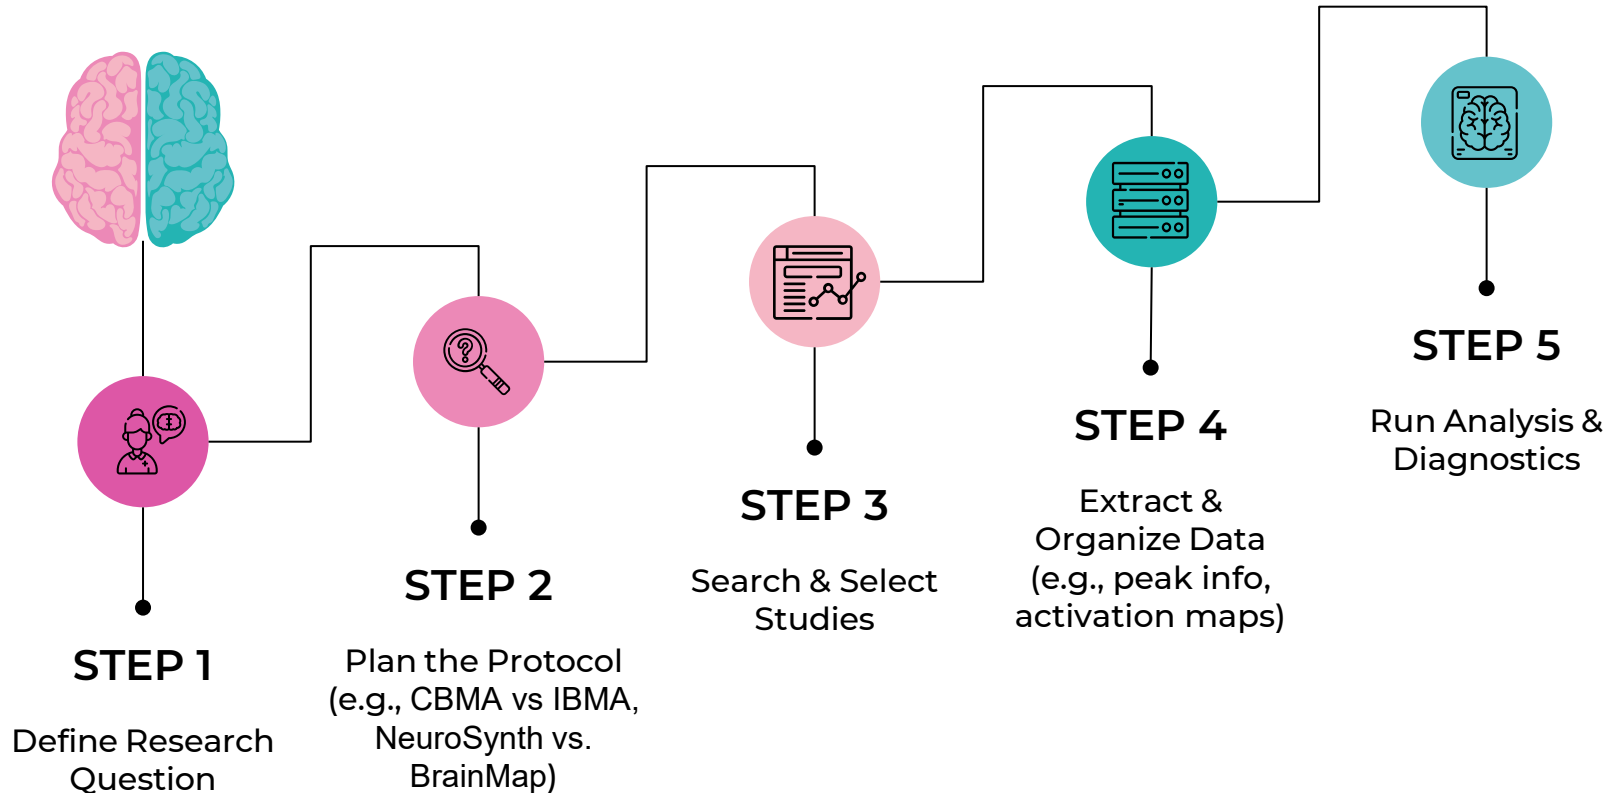 STEP 1
Define Research
Question
STEP 2
Plan the Protocol
(e.g., CBMA vs IBMA,
NeuroSynth vs.
BrainMap)
STEP 3
Search & Select
Studies
STEP 4
Extract &
Organize Data
(e.g., peak info,
activation maps)
STEP 5
Run Analysis &
Diagnostics